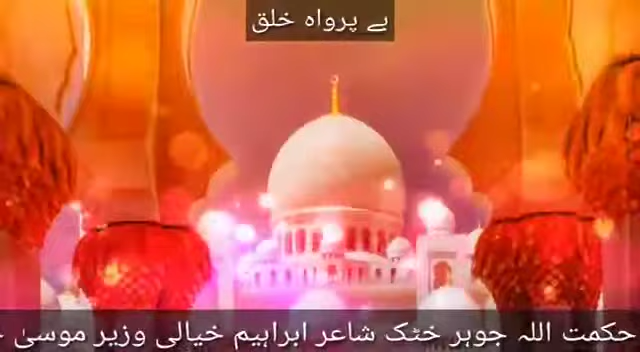 بے پرواہ خلق
حکمت اللہ جوہر خٹک شاعر ابراہیم خیالی وزیر موسیٰ